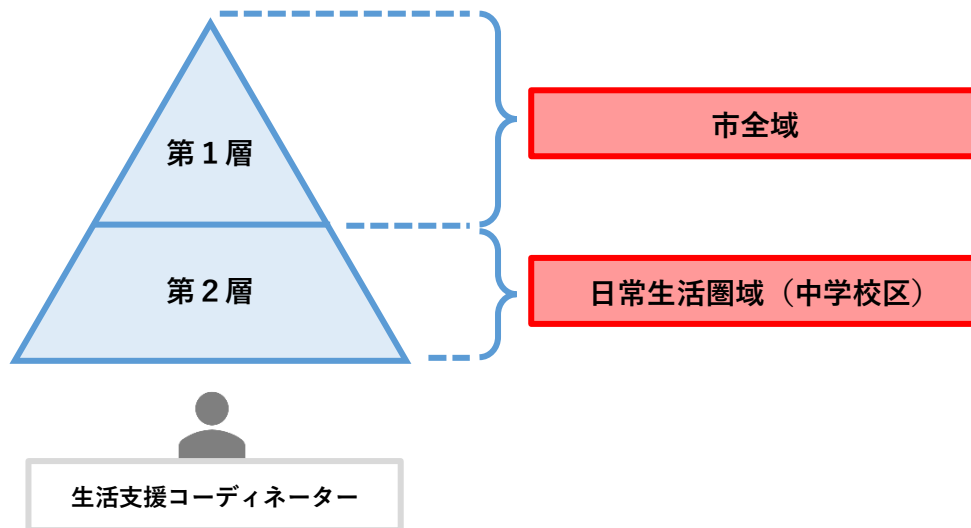 第１層
市全域
第２層
日常生活圏域（中学校区）
生活支援コーディネーター